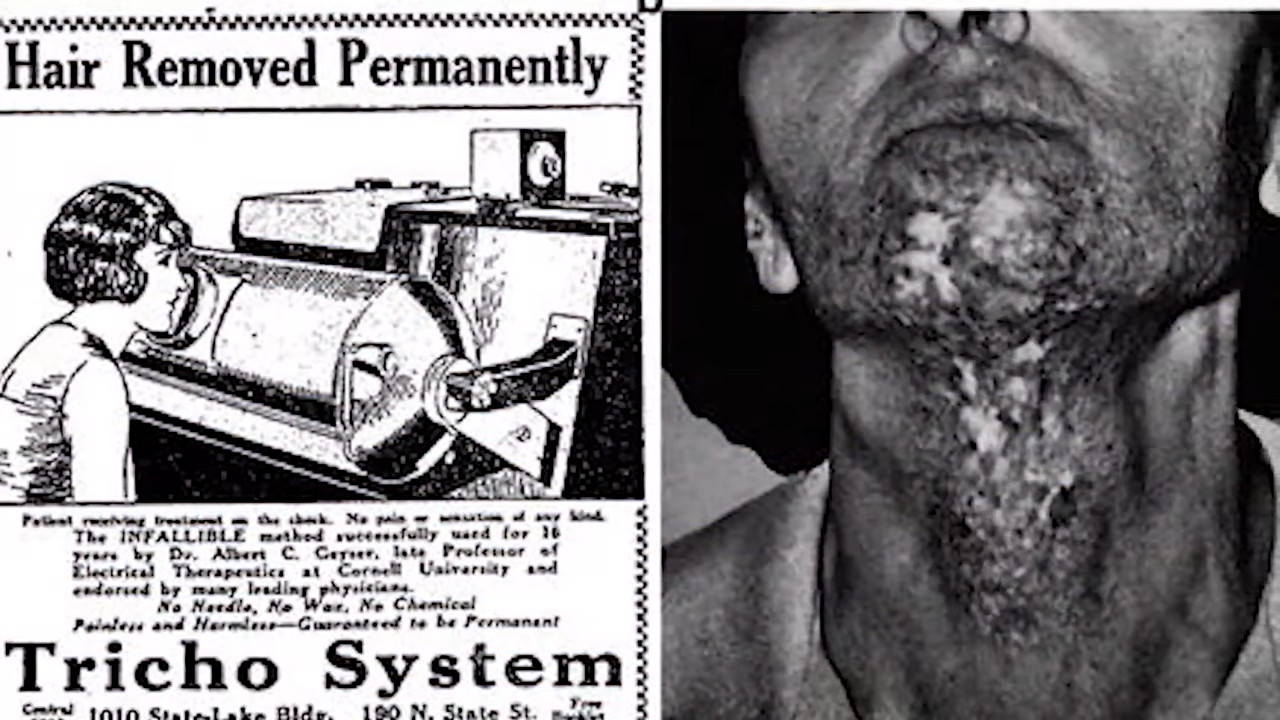 b
Hair Removed Permanently
Patient receiving treatment on the cheek. No pain or sensation of any kind.
The INFALLIBLE method successfully used for 16
years by Dr. Albert C. Geyser, late Professor of
Electrical Therapeutics at Cornell University and
endorsed by many leading physicians.
No Needle, No Wax, No Chemical
Painless and Harmless—Guaranteed to be Permanent
Tricho System
Central
1010 State-Lake Bldg. 190 N. State St.
Free